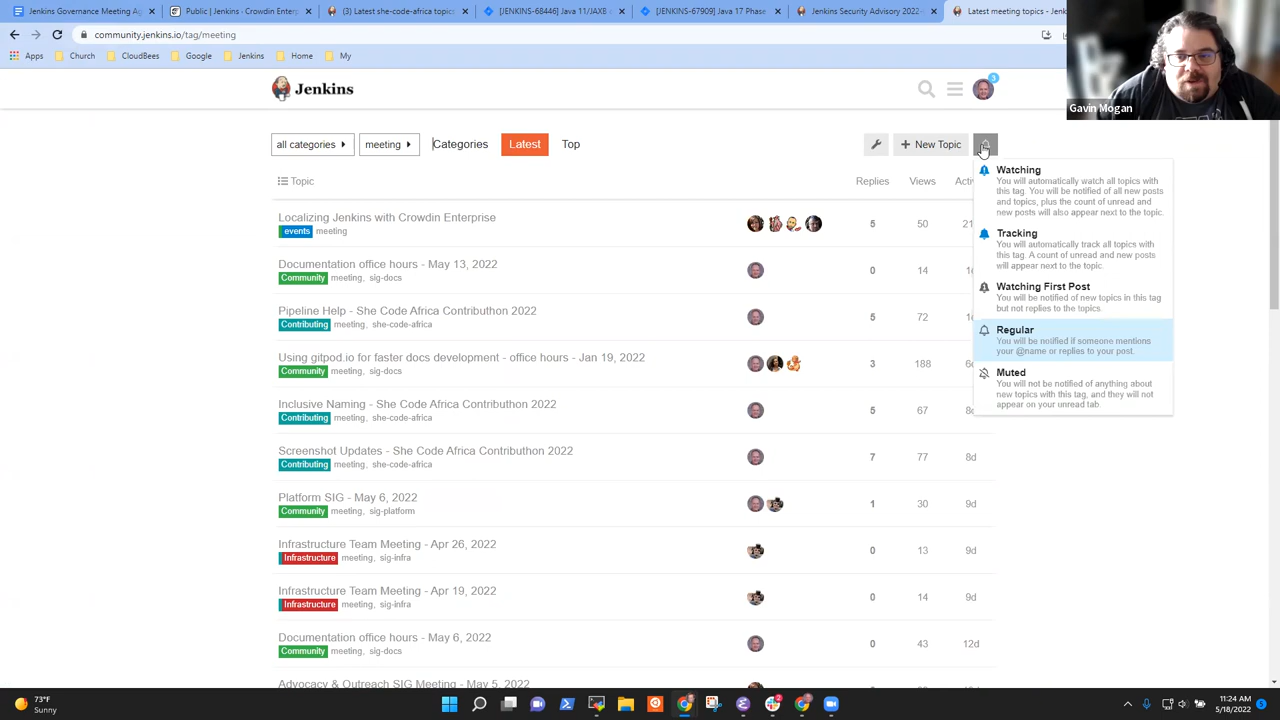 Governance Meeting Age
Public | Jenkins Discuss
Tracking topic
[JENKINS-68446] Java 11/JAXB
[JENKINS-67909] Java 17 Phase
Jenkins Security Advisory 2022-
Latest
community.jenkins.io/tag/meeting
Apps
Church
CloudBees
Google
Jenkins
Home
My
Gavin Mogan
Jenkins
3
all categories
meeting
Categories
Latest
Top
+ New Topic
Topic
Replies
Views
Localizing Jenkins with Crowdin Enterprise
events meeting
5
50
Documentation office hours - May 13, 2022
Community meeting, sig-docs
0
14
Pipeline Help - She Code Africa Contributhon 2022
Contributing meeting, she-code-africa
5
72
Using gitpod.io for faster docs development - office hours - Jan 19, 2022
Community meeting, sig-docs
3
188
Inclusive Naming - She Code Africa Contributhon 2022
Contributing meeting, she-code-africa
5
67
Screenshot Updates - She Code Africa Contributhon 2022
Contributing meeting, she-code-africa
7
77
8d
Platform SIG - May 6, 2022
Community meeting, sig-platform
1
30
9d
Infrastructure Team Meeting - Apr 26, 2022
Infrastructure meeting, sig-infra
0
13
9d
Infrastructure Team Meeting - Apr 19, 2022
Infrastructure meeting, sig-infra
0
14
9d
Documentation office hours - May 6, 2022
Community meeting, sig-docs
0
43
12d
Advocacy & Outreach SIG Meeting - May 5, 2022
Watching
You will automatically watch all topics with
this tag. You will be notified of all new posts
and topics, plus the count of unread and
new posts will also appear next to the topic.
Tracking
You will automatically track all topics with
this tag. A count of unread and new posts
will appear next to the topic.
Watching First Post
You will be notified of new topics in this tag
but not replies to the topics.
Regular
You will be notified if someone mentions
your @name or replies to your post.
Muted
You will not be notified of anything about
new topics with this tag, and they will not
appear on your unread tab.
73°F
Sunny
11:24 AM
5/18/2022